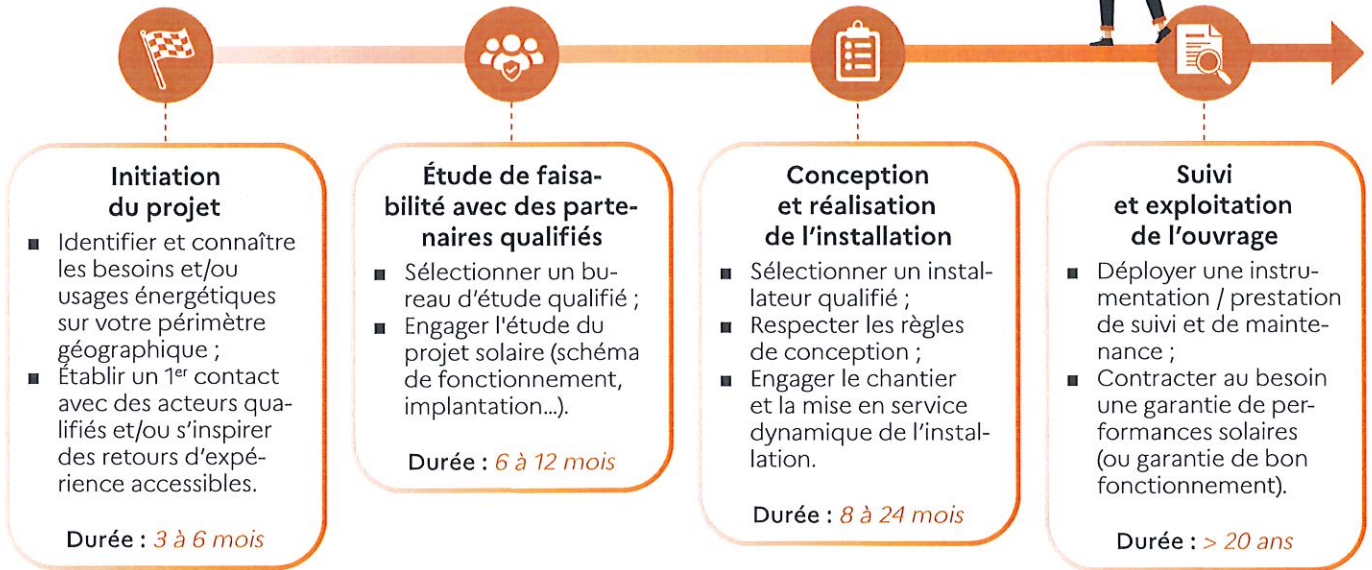 Initiation
du projet
■ Identifier et connaître
les besoins et/ou
usages énergétiques
sur votre périmètre
géographique ;
■ Établir un 1er contact
avec des acteurs qua-
lifiés et/ou s'inspirer
des retours d'expé-
rience accessibles.
Durée : 3 à 6 mois
Étude de faisa-
bilité avec des parte-
naires qualifiés
■ Sélectionner un bu-
reau d'étude qualifié ;
■ Engager l'étude du
projet solaire (schéma
de fonctionnement,
implantation...).
Durée : 6 à 12 mois
Conception
et réalisation
de l'installation
■ Sélectionner un instal-
lateur qualifié ;
■ Respecter les règles
de conception ;
■ Engager le chantier
et la mise en service
dynamique de l'instal-
lation.
Durée : 8 à 24 mois
Suivi
et exploitation
de l'ouvrage
■ Déployer une instru-
mentation / prestation
de suivi et de mainte-
nance ;
■ Contracter au besoin
une garantie de per-
formances solaires
(ou garantie de bon
fonctionnement).
Durée : > 20 ans